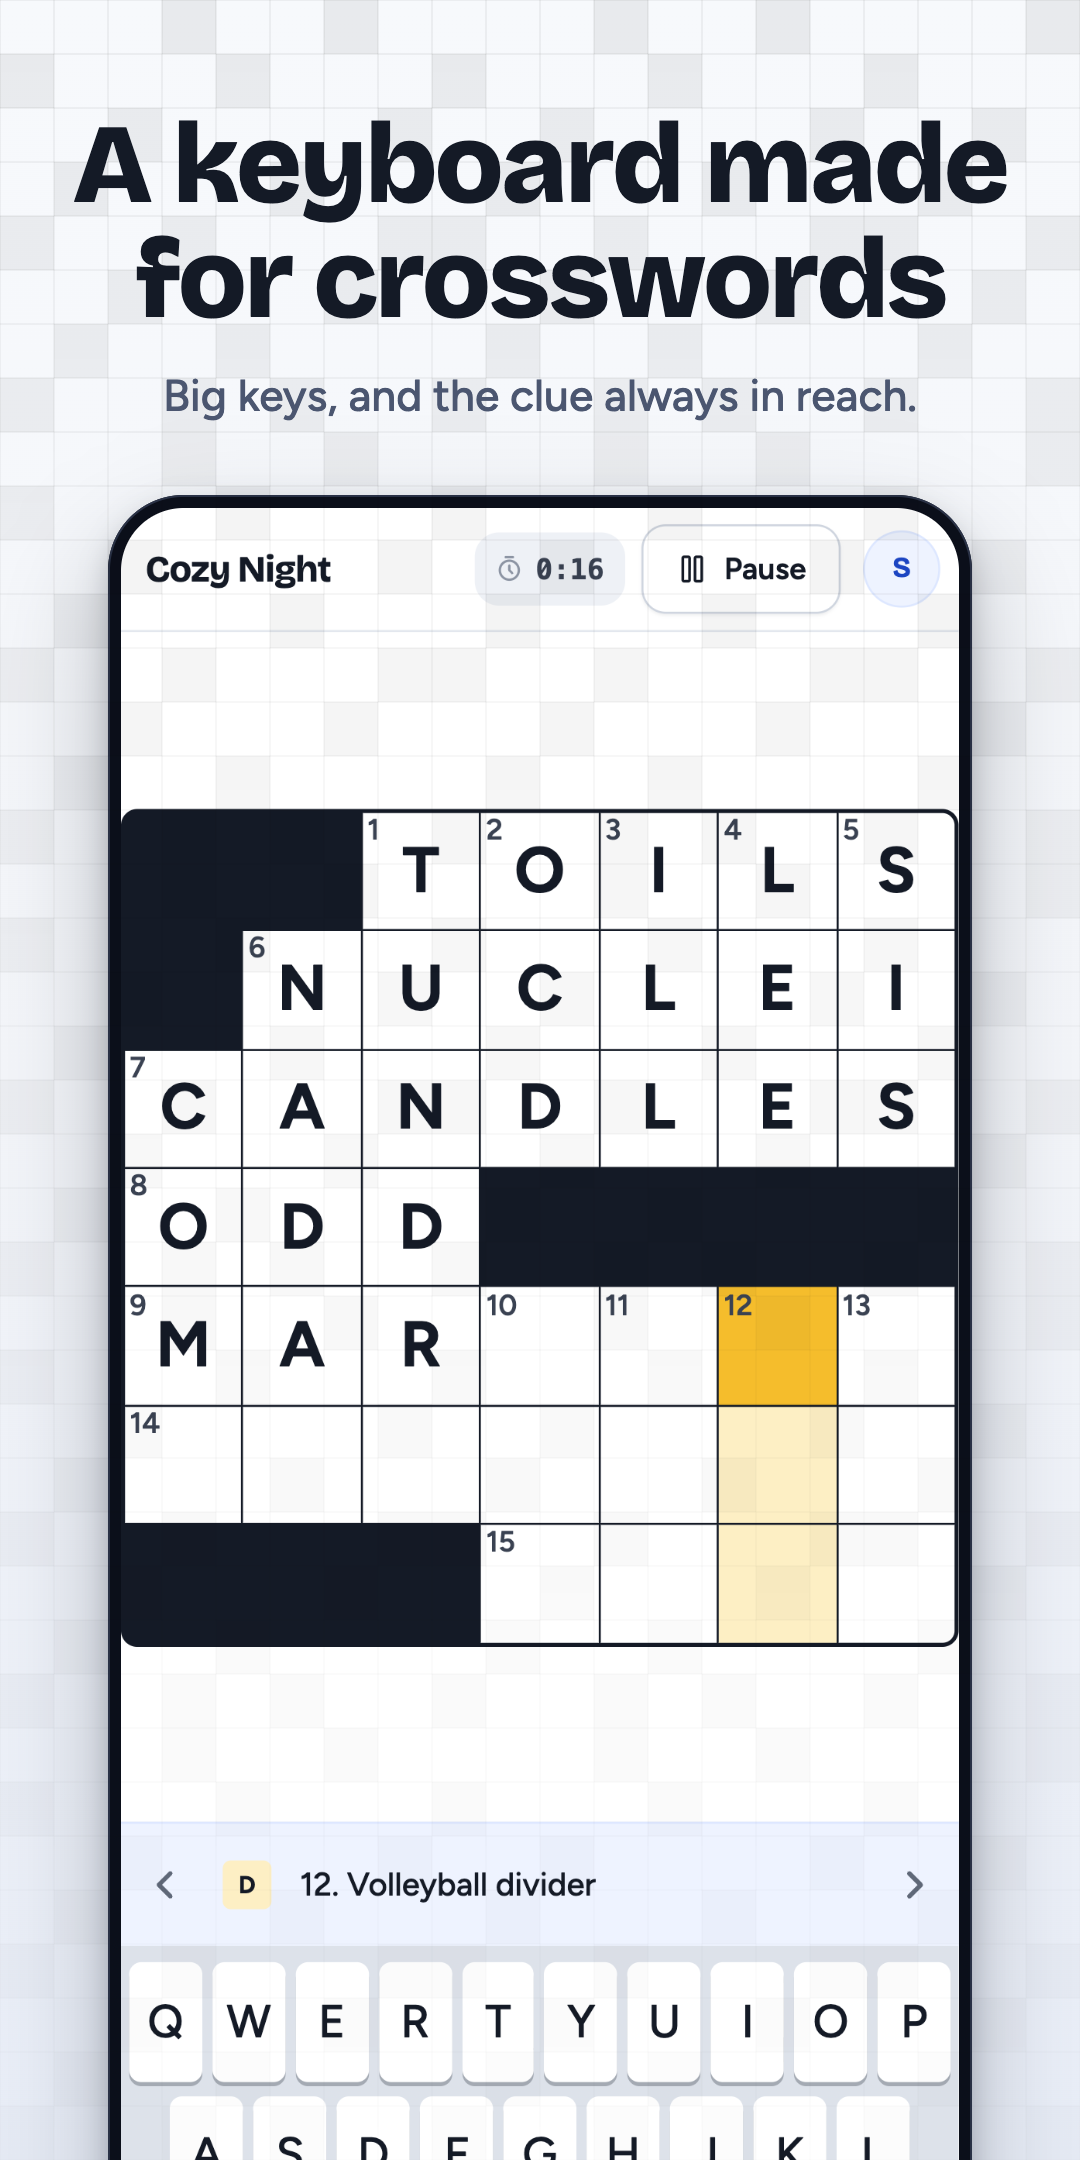 A keyboard made
for crosswords
Big keys, and the clue always in reach.
Cozy Night 0:16 Pause S
1 T 2 O 3 I 4 L 5 S
6 N U C L E I
7 C A N D L E S
8 O D D
9 M A R 10 11 12 13
14
15
D 12. Volleyball divider
Q W E R T Y U I O P
A S D F G H J K L